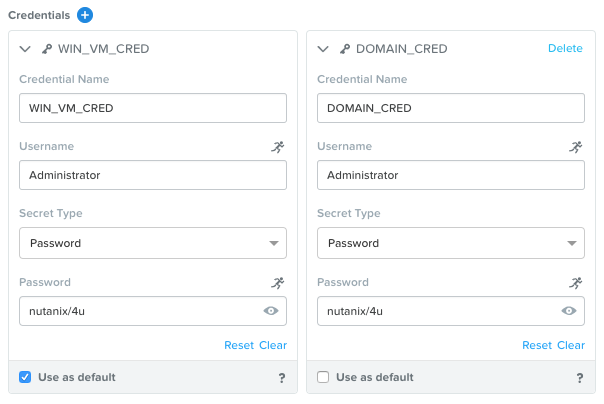 Credentials
WIN_VM_CRED
Credential Name
WIN_VM_CRED
Username
Administrator
Secret Type
Password
Password
nutanix/4u
Reset Clear
Use as default ?
DOMAIN_CRED Delete
Credential Name
DOMAIN_CRED
Username
Administrator
Secret Type
Password
Password
nutanix/4u
Reset Clear
Use as default ?